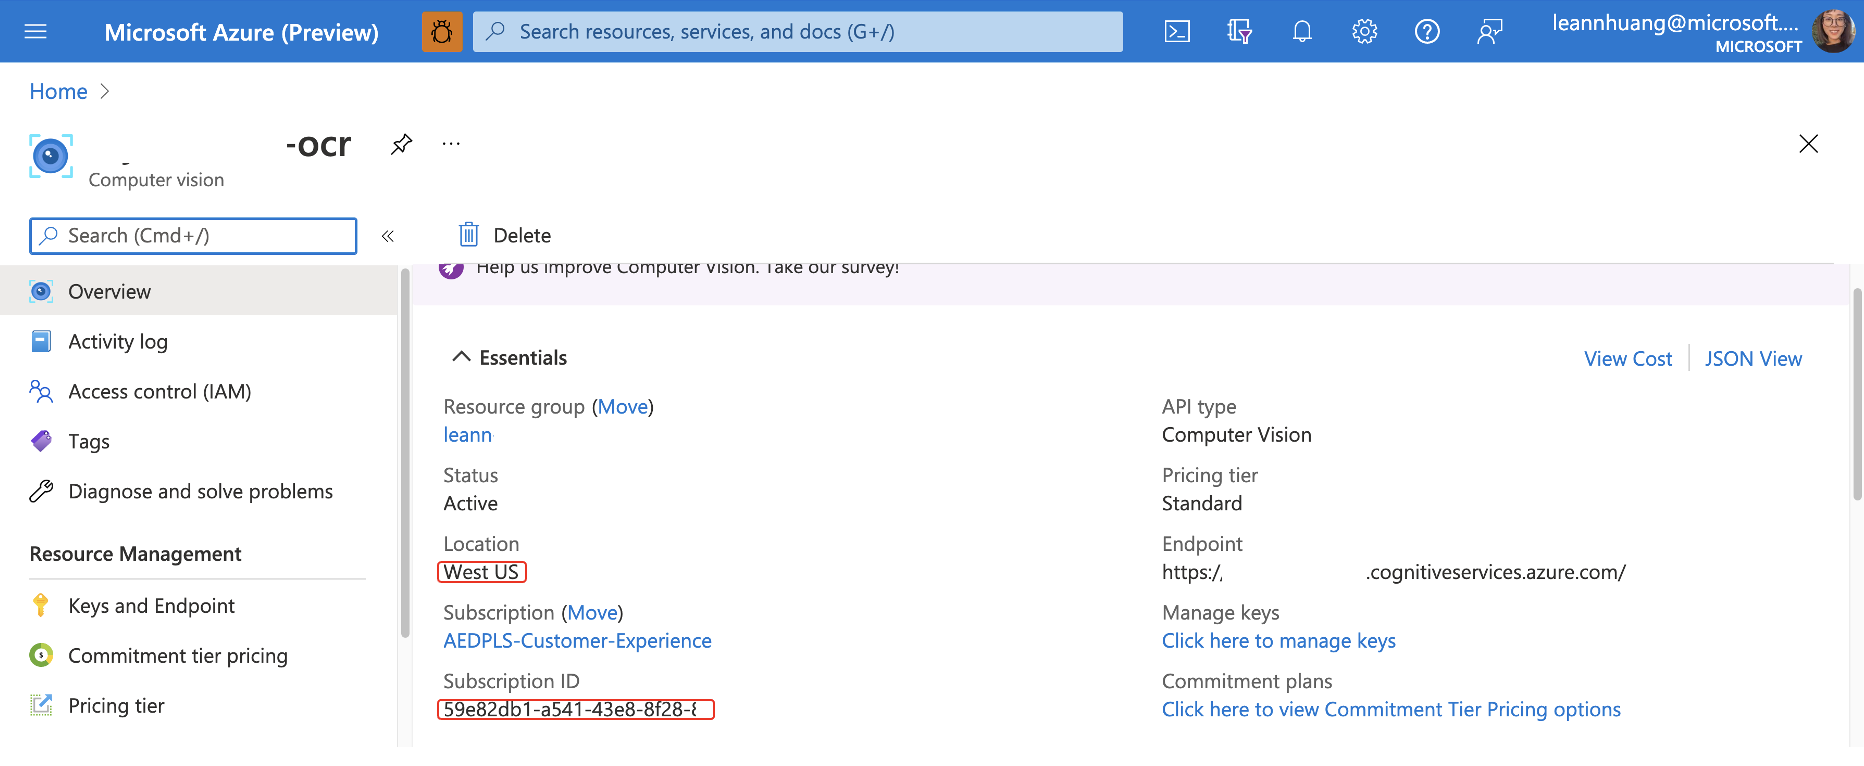 Microsoft Azure (Preview)
Search resources, services, and docs (G+/)
leannhuang@microsoft....
MICROSOFT
Home >
-ocr
...
Computer vision
Search (Cmd+/)
«
Delete
Help us improve Computer Vision. Take our survey!
Overview
Activity log
Access control (IAM)
Tags
Diagnose and solve problems
Resource Management
Keys and Endpoint
Commitment tier pricing
Pricing tier
Essentials
View Cost
JSON View
Resource group (Move)
leann
Status
Active
Location
West US
Subscription (Move)
AEDPLS-Customer-Experience
Subscription ID
59e82db1-a541-43e8-8f28-
API type
Computer Vision
Pricing tier
Standard
Endpoint
https:/ .cognitiveservices.azure.com/
Manage keys
Click here to manage keys
Commitment plans
Click here to view Commitment Tier Pricing options